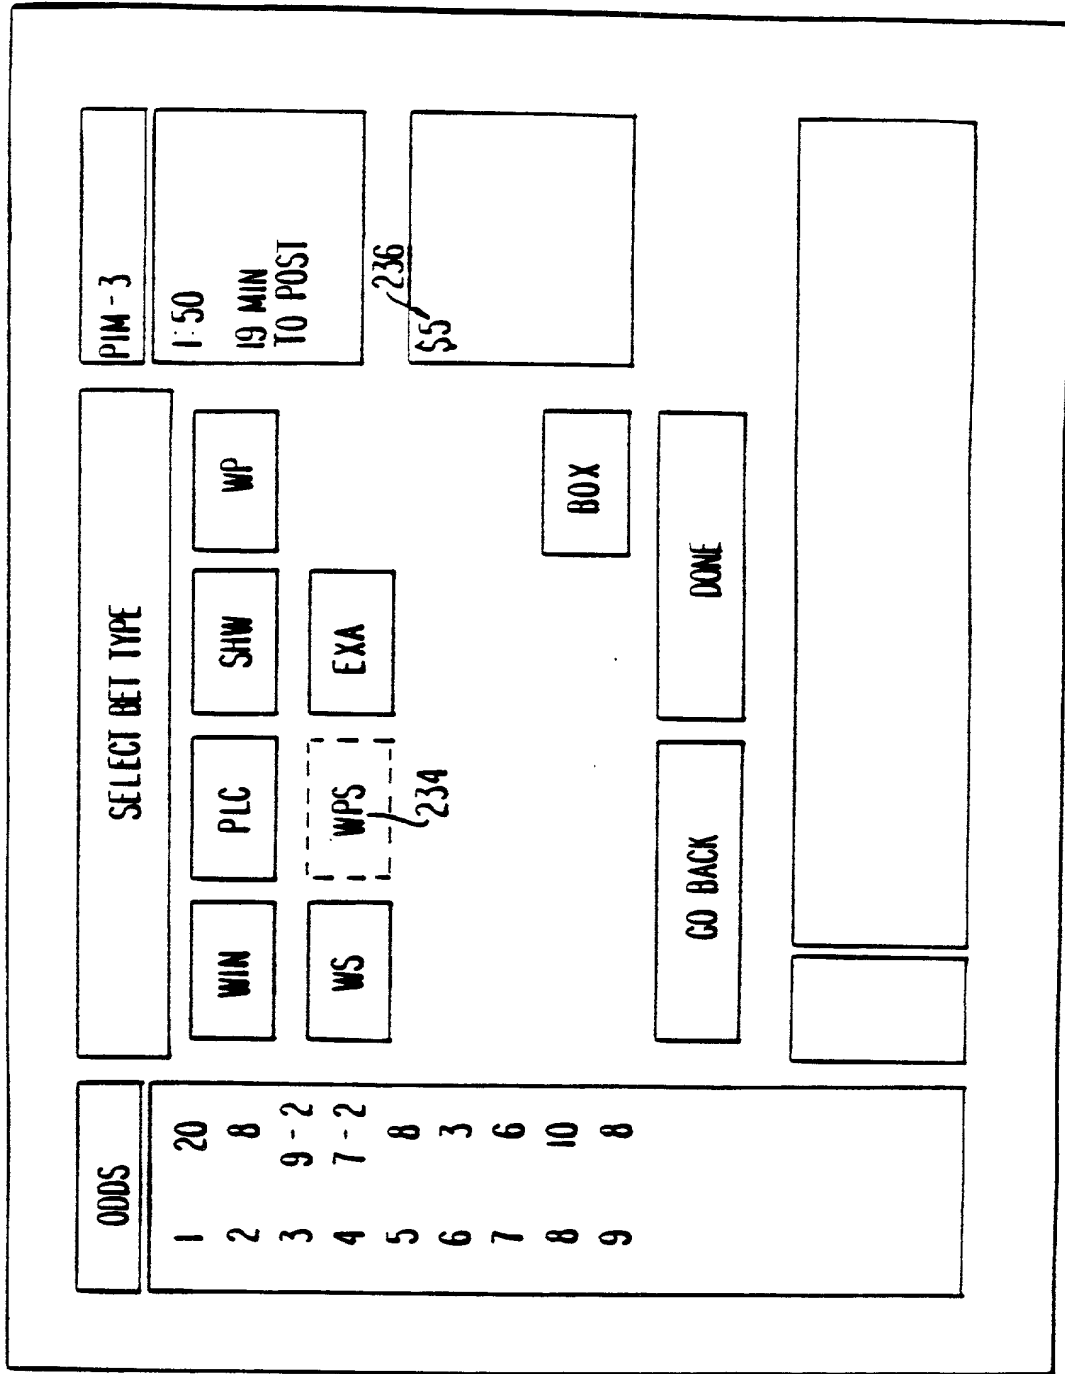 ODDS
1 20
2 8
3 9-2
4 7-2
5 8
6 3
7 6
8 10
9 8
SELECT BET TYPE
WIN PLC SHW WP
WS WPS EXA
234
BOX
GO BACK DONE
PIM-3
1:50
19 MIN
TO POST
236
$5